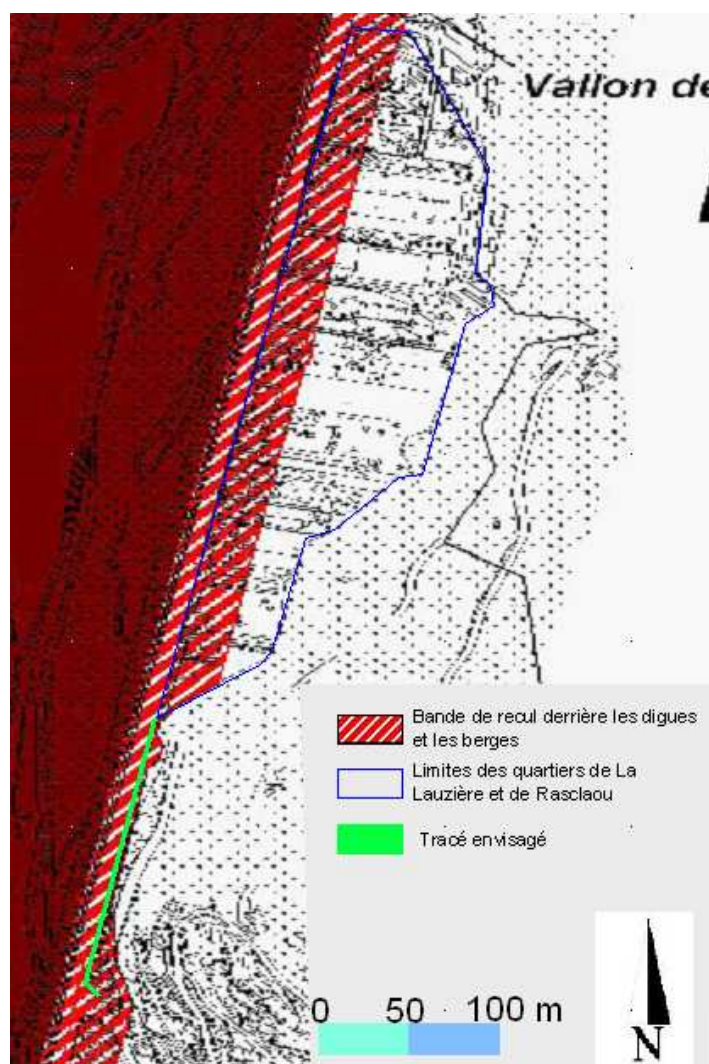 Vallon de
Bande de recul derrière les digues
et les berges
Limites des quartiers de La
Lauzière et de Rasclaou
Tracé envisagé
0 50 100 m
N